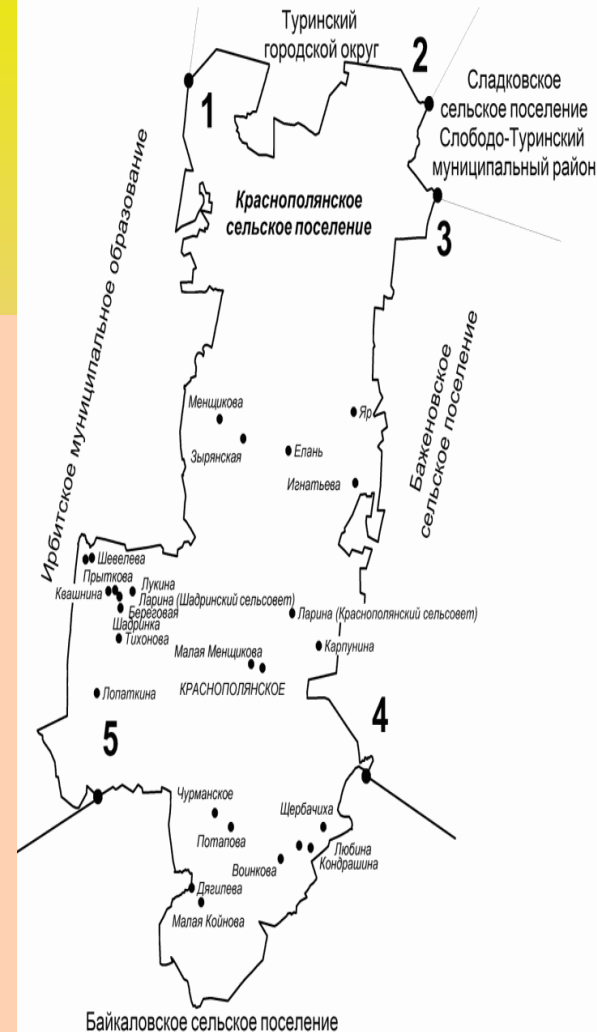 Туринский
городской округ
2
Сладковское
сельское поселение
Слободо-Туринский
муниципальный район
1
Краснополянское
сельское поселение
3
Ирбитское муниципальное образование
Баженовское
сельское поселение
Менщикова
Яр
Зырянская
Елань
Игнатьева
Шевелева
Прыткова
Лукина
Квашнина
Ларина (Шадринский сельсовет)
Береговая
Ларина (Краснополянский сельсовет)
Шадринка
Тихонова
Карпунина
Малая Менщикова
Лопаткина
КРАСНОПОЛЯНСКОЕ
4
5
Чурманское
Щербачиха
Потапова
Любина
Воинкова
Кондрашина
Дягилева
Малая Койнова
Байкаловское сельское поселение